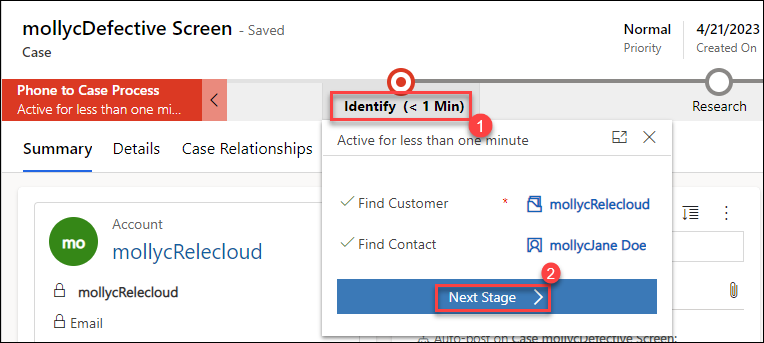 mollycDefective Screen - Saved
Case
Normal
Priority
4/21/2023
Created On
Phone to Case Process
Active for less than one mi...
Identify (< 1 Min)
1
Research
Summary Details Case Relationships
Active for less than one minute
Find Customer * mollycRelecloud
Find Contact mollycJane Doe
2
Next Stage
mo
Account
mollycRelecloud
mollycRelecloud
Email
Auto-post on Case mollycDefective Screen: